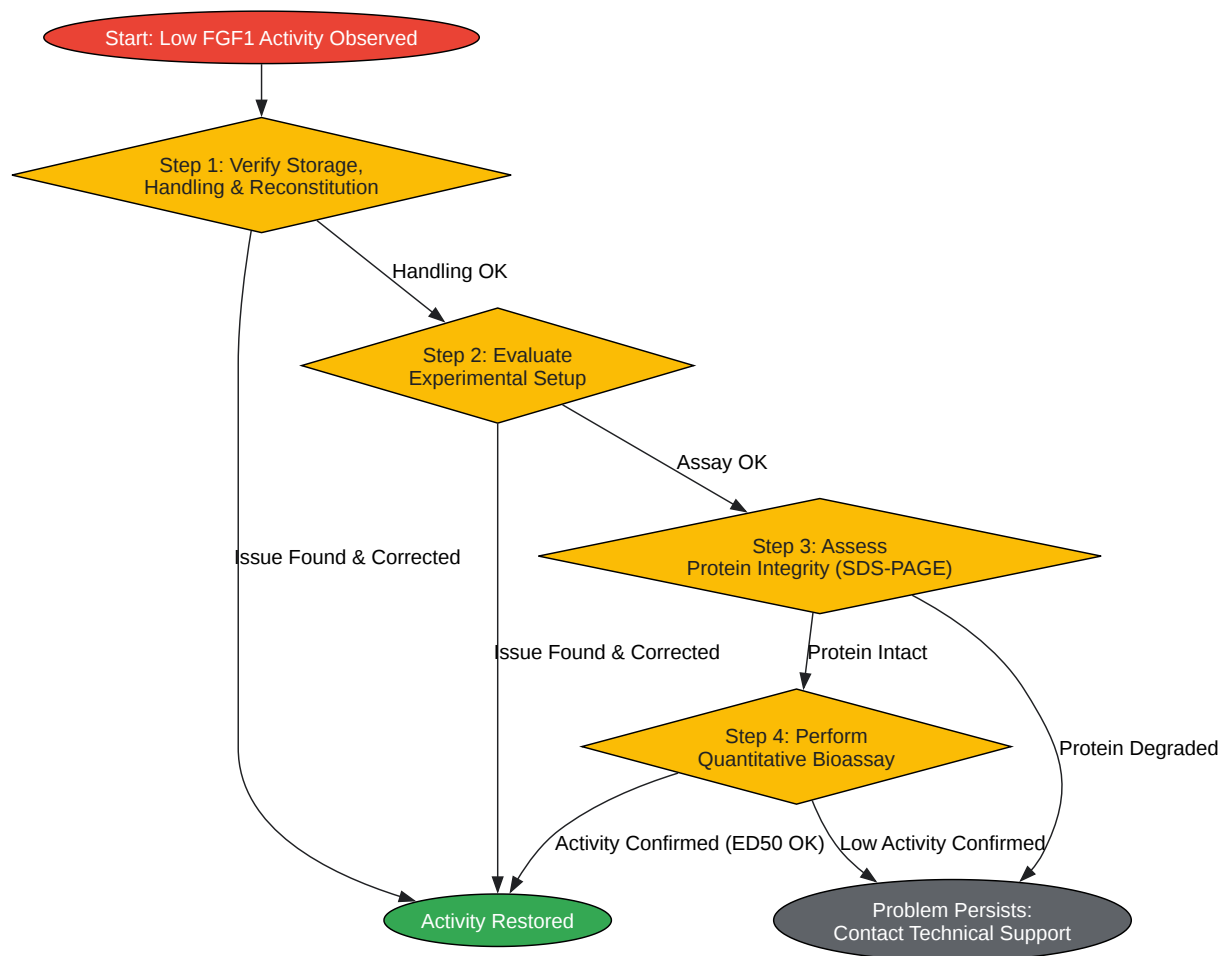 Start: Low FGF1 Activity Observed
Step 1: Verify Storage,
Handling & Reconstitution
Handling OK
Step 2: Evaluate
Experimental Setup
Assay OK
Step 3: Assess
Protein Integrity (SDS-PAGE)
Issue Found & Corrected
Issue Found & Corrected
Protein Intact
Step 4: Perform
Quantitative Bioassay
Protein Degraded
Activity Confirmed (ED50 OK)
Low Activity Confirmed
Activity Restored
Problem Persists:
Contact Technical Support